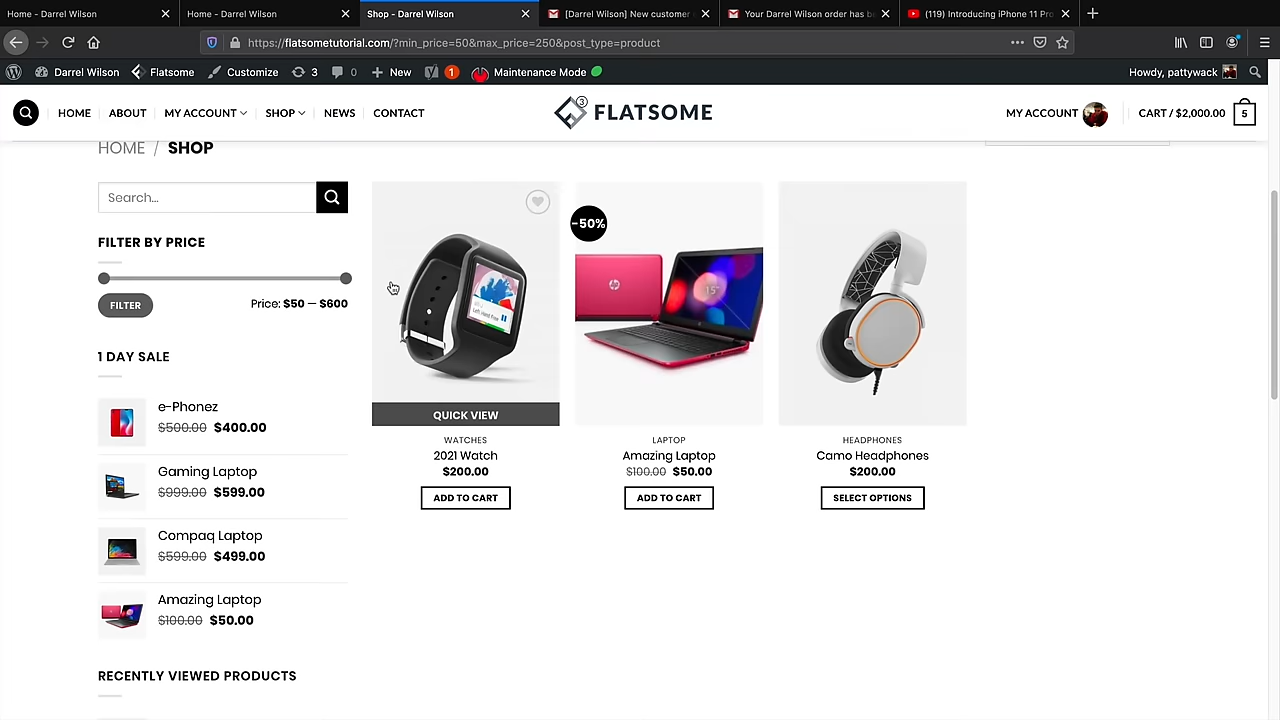 Home - Darrel Wilson
Home - Darrel Wilson
Shop - Darrel Wilson
[Darrel Wilson] New customer
Your Darrel Wilson order has
(119) Introducing iPhone 11 Pro
https://flatsometutorial.com/?min_price=50&max_price=250&post_type=product
Darrel Wilson
Flatsome
Customize
3
0
New
1
Maintenance Mode
Howdy, pattywack
HOME
ABOUT
MY ACCOUNT
SHOP
NEWS
CONTACT
3
FLATSOME
MY ACCOUNT
CART / $2,000.00
5
HOME / SHOP
Search...
FILTER BY PRICE
FILTER
Price: $50 — $600
1 DAY SALE
e-Phonez
$500.00 $400.00
Gaming Laptop
$999.00 $599.00
Compaq Laptop
$599.00 $499.00
Amazing Laptop
$100.00 $50.00
RECENTLY VIEWED PRODUCTS
QUICK VIEW
WATCHES
2021 Watch
$200.00
ADD TO CART
-50%
15"
LAPTOP
Amazing Laptop
$100.00 $50.00
ADD TO CART
HEADPHONES
Camo Headphones
$200.00
SELECT OPTIONS